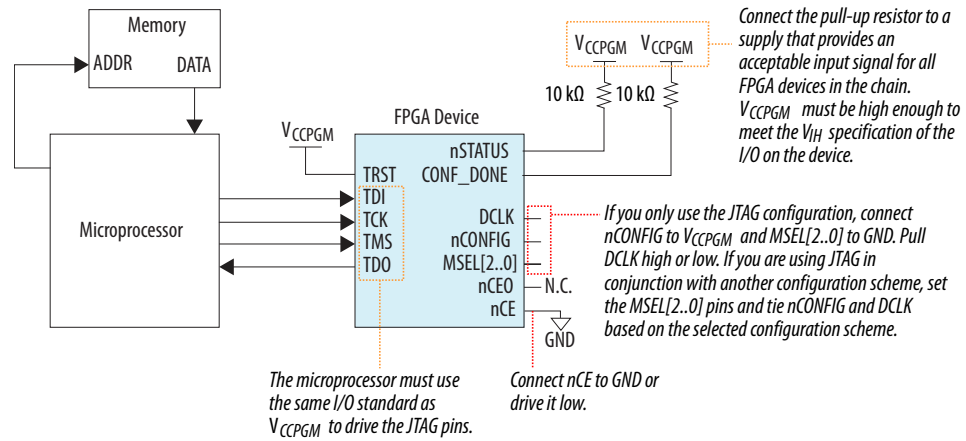 Memory
ADDR
DATA
Microprocessor
VCCPGM
FPGA Device
nSTATUS
TRST
CONF_DONE
TDI
TCK
TMS
TDO
DCLK
nCONFIG
MSEL[2..0]
nCEO
N.C.
nCE
GND
VCCPGM VCCPGM
10 kΩ 10 kΩ
Connect the pull-up resistor to a
supply that provides an
acceptable input signal for all
FPGA devices in the chain.
VCCPGM must be high enough to
meet the VIH specification of the
I/O on the device.
If you only use the JTAG configuration, connect
nCONFIG to VCCPGM and MSEL[2..0] to GND. Pull
DCLK high or low. If you are using JTAG in
conjunction with another configuration scheme, set
the MSEL[2..0] pins and tie nCONFIG and DCLK
based on the selected configuration scheme.
The microprocessor must use
the same I/O standard as
VCCPGM to drive the JTAG pins.
Connect nCE to GND or
drive it low.